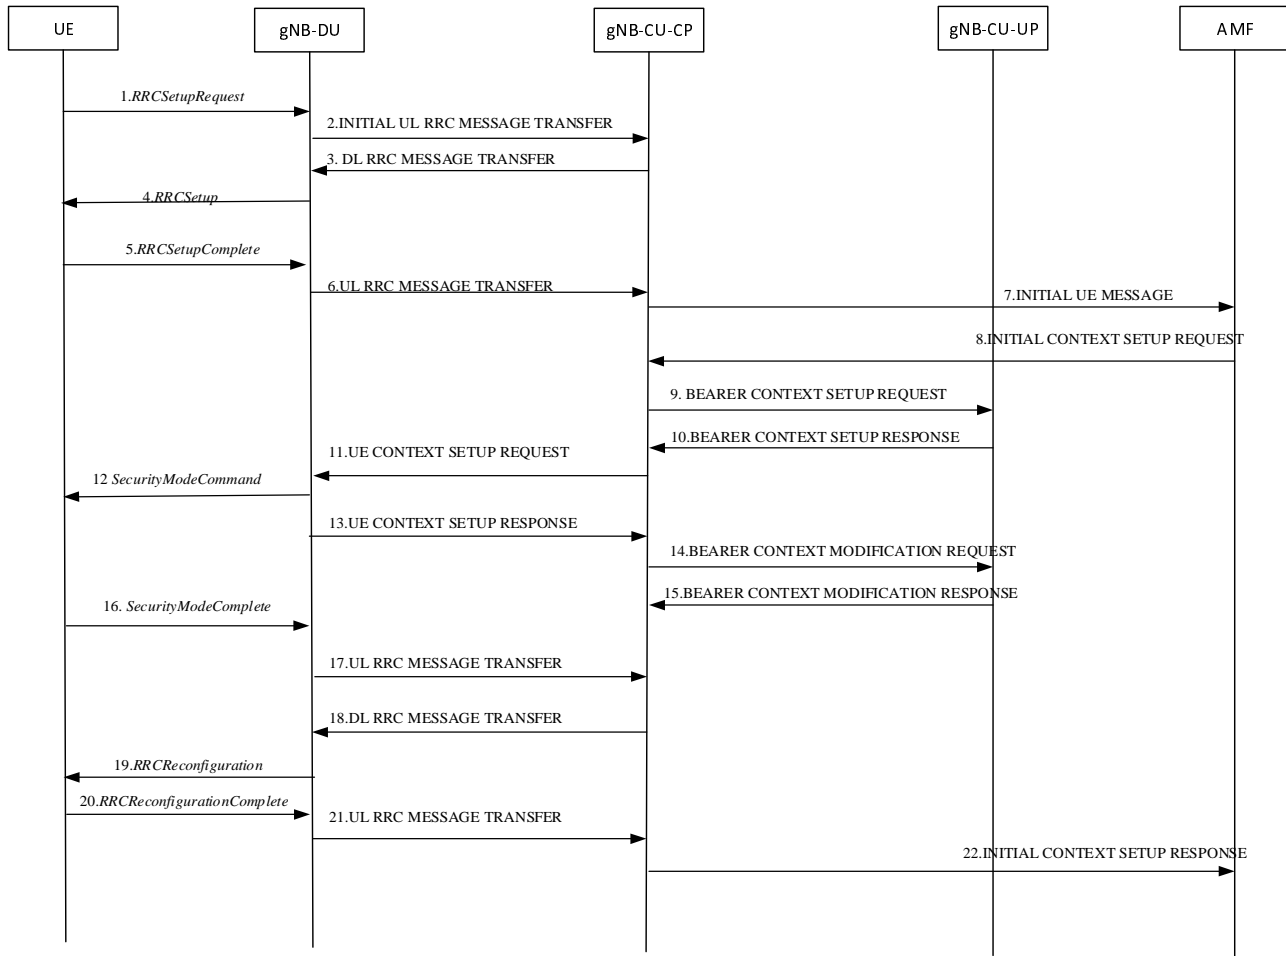 UE
gNB-DU
gNB-CU-CP
gNB-CU-UP
AMF
1.RRCSetupRequest
2.INITIAL UL RRC MESSAGE TRANSFER
3. DL RRC MESSAGE TRANSFER
4.RRCSetup
5.RRCSetupComplete
6.UL RRC MESSAGE TRANSFER
7.INITIAL UE MESSAGE
8.INITIAL CONTEXT SETUP REQUEST
9. BEARER CONTEXT SETUP REQUEST
10.BEARER CONTEXT SETUP RESPONSE
11.UE CONTEXT SETUP REQUEST
12 SecurityModeCommand
13.UE CONTEXT SETUP RESPONSE
14.BEARER CONTEXT MODIFICATION REQUEST
15.BEARER CONTEXT MODIFICATION RESPONSE
16. SecurityModeComplete
17.UL RRC MESSAGE TRANSFER
18.DL RRC MESSAGE TRANSFER
19.RRCReconfiguration
20.RRCReconfigurationComplete
21.UL RRC MESSAGE TRANSFER
22.INITIAL CONTEXT SETUP RESPONSE